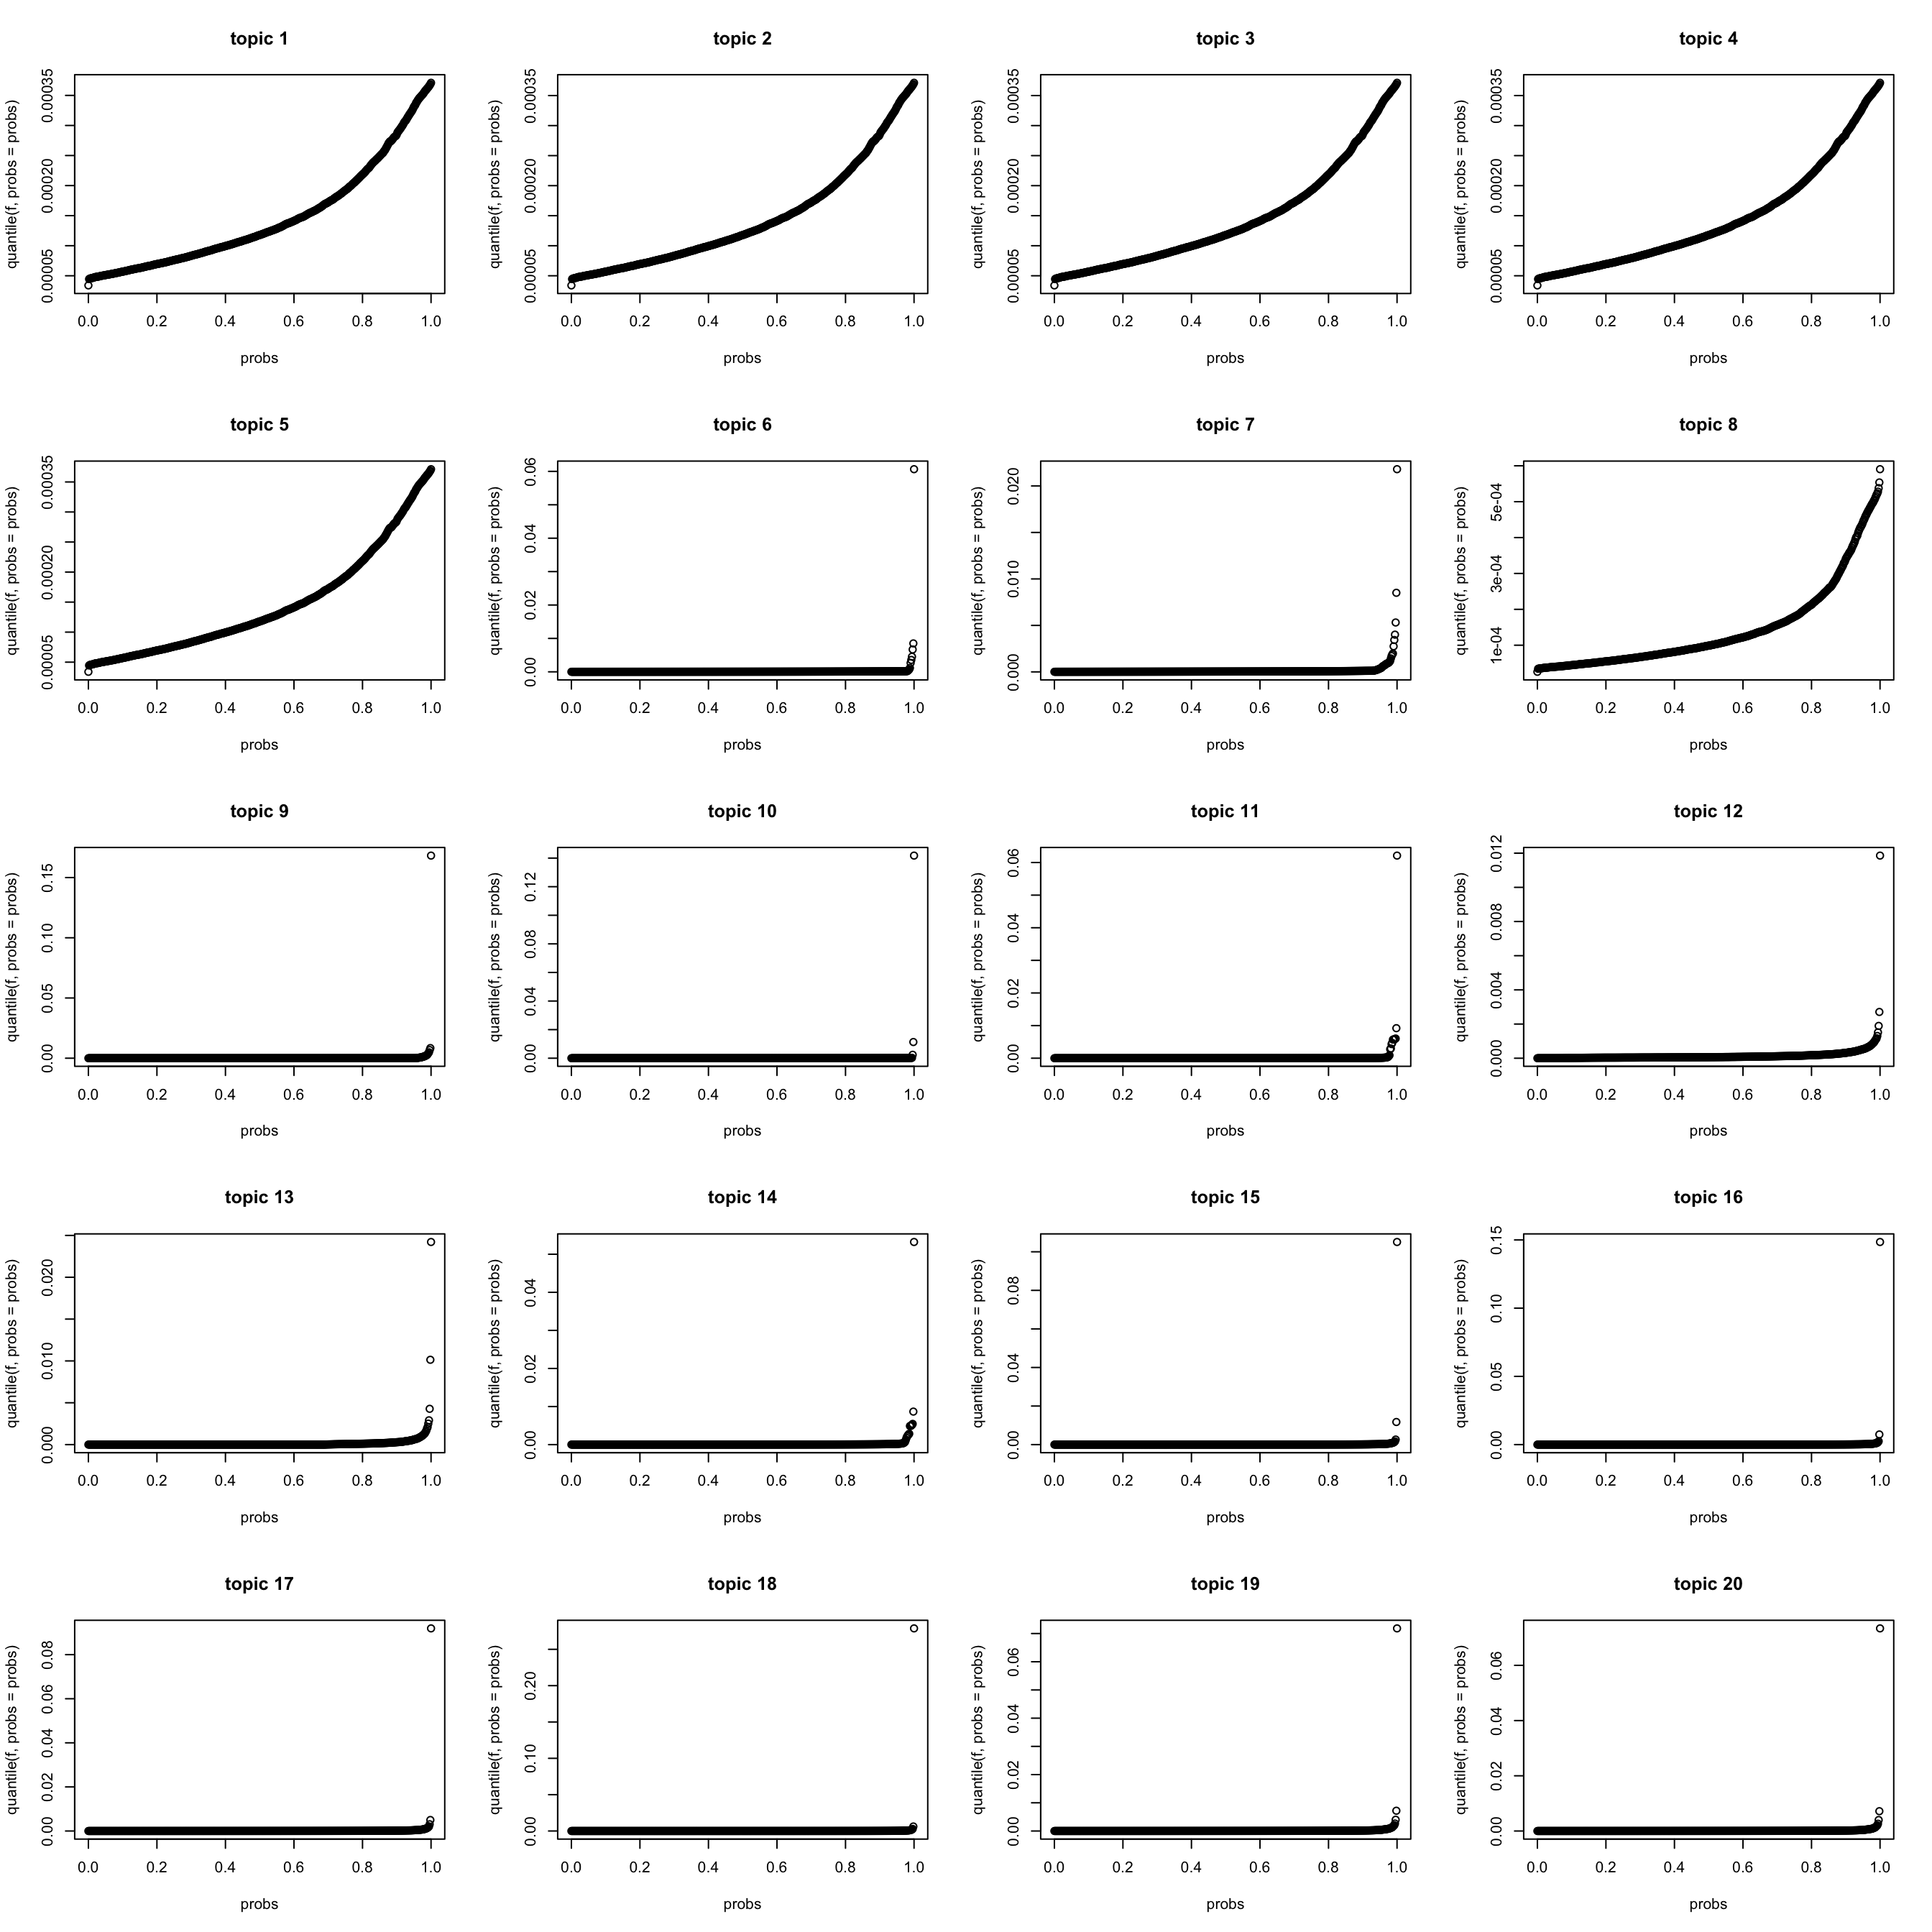 topic 1
quantile(f, probs = probs)
0.00005 0.00020 0.00035
0.0 0.2 0.4 0.6 0.8 1.0
probs
topic 2
quantile(f, probs = probs)
0.00005 0.00020 0.00035
0.0 0.2 0.4 0.6 0.8 1.0
probs
topic 3
quantile(f, probs = probs)
0.00005 0.00020 0.00035
0.0 0.2 0.4 0.6 0.8 1.0
probs
topic 4
quantile(f, probs = probs)
0.00005 0.00020 0.00035
0.0 0.2 0.4 0.6 0.8 1.0
probs
topic 5
quantile(f, probs = probs)
0.00005 0.00020 0.00035
0.0 0.2 0.4 0.6 0.8 1.0
probs
topic 6
quantile(f, probs = probs)
0.00 0.02 0.04 0.06
0.0 0.2 0.4 0.6 0.8 1.0
probs
topic 7
quantile(f, probs = probs)
0.000 0.010 0.020
0.0 0.2 0.4 0.6 0.8 1.0
probs
topic 8
quantile(f, probs = probs)
1e-04 3e-04 5e-04
0.0 0.2 0.4 0.6 0.8 1.0
probs
topic 9
quantile(f, probs = probs)
0.00 0.05 0.10 0.15
0.0 0.2 0.4 0.6 0.8 1.0
probs
topic 10
quantile(f, probs = probs)
0.00 0.04 0.08 0.12
0.0 0.2 0.4 0.6 0.8 1.0
probs
topic 11
quantile(f, probs = probs)
0.00 0.02 0.04 0.06
0.0 0.2 0.4 0.6 0.8 1.0
probs
topic 12
quantile(f, probs = probs)
0.000 0.004 0.008 0.012
0.0 0.2 0.4 0.6 0.8 1.0
probs
topic 13
quantile(f, probs = probs)
0.000 0.010 0.020
0.0 0.2 0.4 0.6 0.8 1.0
probs
topic 14
quantile(f, probs = probs)
0.00 0.02 0.04
0.0 0.2 0.4 0.6 0.8 1.0
probs
topic 15
quantile(f, probs = probs)
0.00 0.04 0.08
0.0 0.2 0.4 0.6 0.8 1.0
probs
topic 16
quantile(f, probs = probs)
0.00 0.05 0.10 0.15
0.0 0.2 0.4 0.6 0.8 1.0
probs
topic 17
quantile(f, probs = probs)
0.00 0.02 0.04 0.06 0.08
0.0 0.2 0.4 0.6 0.8 1.0
probs
topic 18
quantile(f, probs = probs)
0.00 0.10 0.20
0.0 0.2 0.4 0.6 0.8 1.0
probs
topic 19
quantile(f, probs = probs)
0.00 0.02 0.04 0.06
0.0 0.2 0.4 0.6 0.8 1.0
probs
topic 20
quantile(f, probs = probs)
0.00 0.02 0.04 0.06
0.0 0.2 0.4 0.6 0.8 1.0
probs